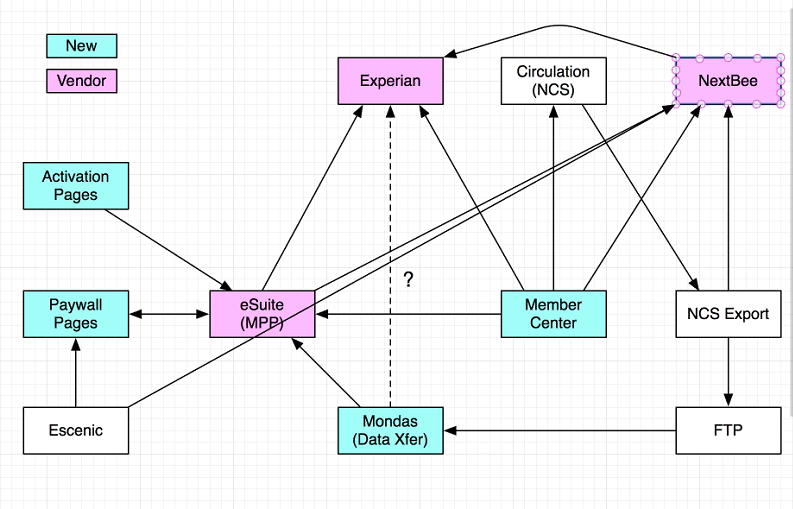 New
Vendor
Experian
Circulation
(NCS)
NextBee
Activation
Pages
?
Paywall
Pages
eSuite
(MPP)
Member
Center
NCS Export
Escenic
Mondas
(Data Xfer)
FTP